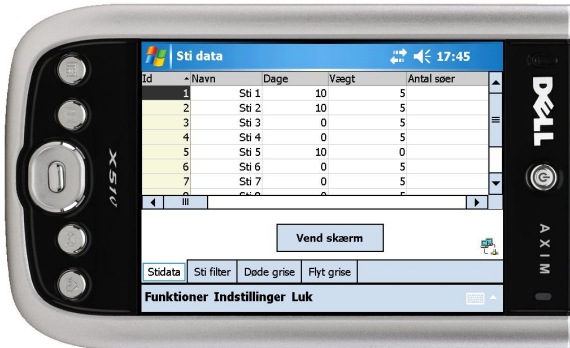 Sti data 17:45
Id Navn Dage Vægt Antal søer
1 Sti 1 10 5
2 Sti 2 10 5
3 Sti 3 0 5
4 Sti 4 0 5
5 Sti 5 10 0
6 Sti 6 0 5
7 Sti 7 0 5
Vend skærm
Stidata Sti filter Døde grise Flyt grise
Funktioner Indstillinger Luk
X51v
DELL
AXIM